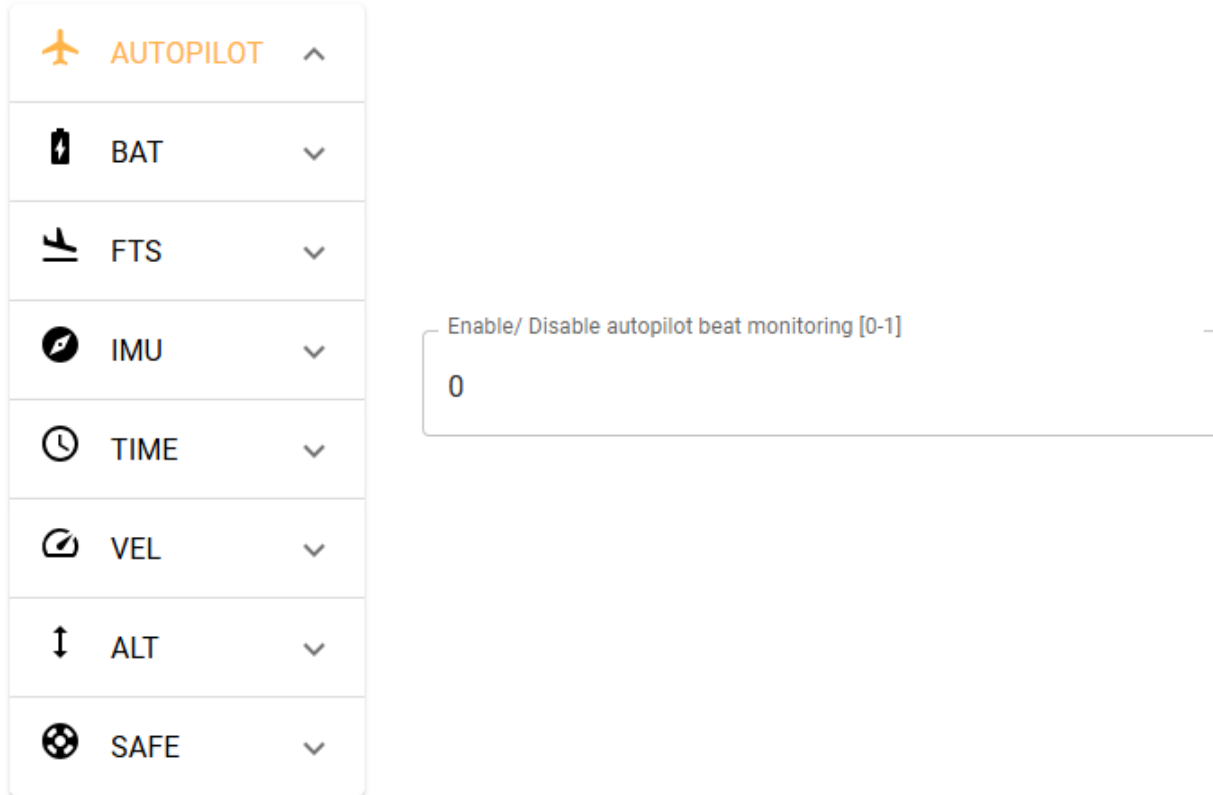 AUTOPILOT
BAT
FTS
IMU
TIME
VEL
ALT
SAFE
Enable/ Disable autopilot beat monitoring [0-1]
0